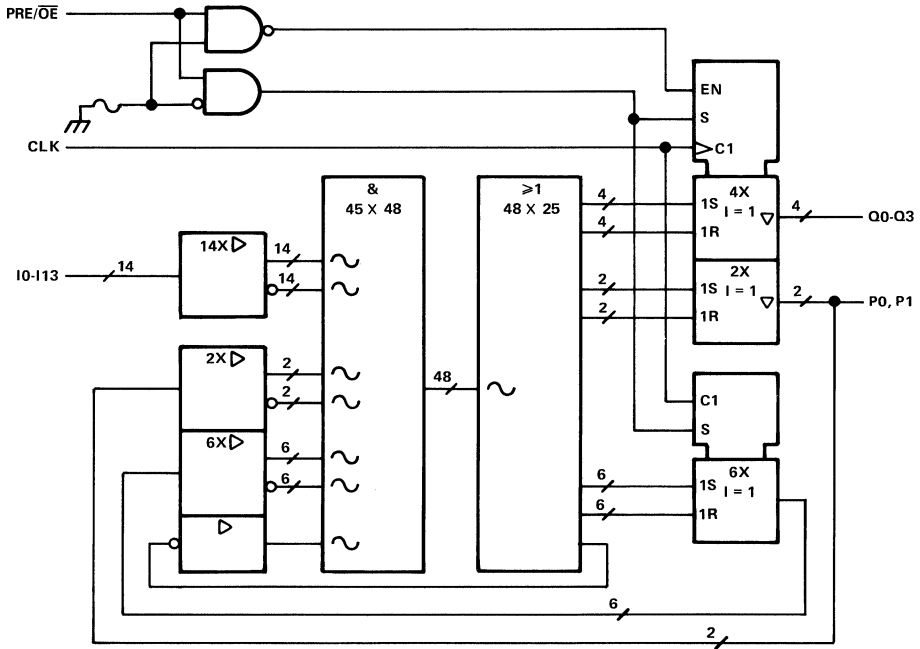 PRE/OE
EN
S
CLK
C1
&
45 X 48
≥1
48 X 25
4X
I = 1
▽
4
1S
4
1R
4
Q0-Q3
14X ▷
14
14
I0-I13
14
2X
I = 1
▽
2
1S
2
1R
2
P0, P1
2X ▷
2
2
48
C1
S
6X ▷
6
6
6X
I = 1
6
1S
6
1R
▷
6
2